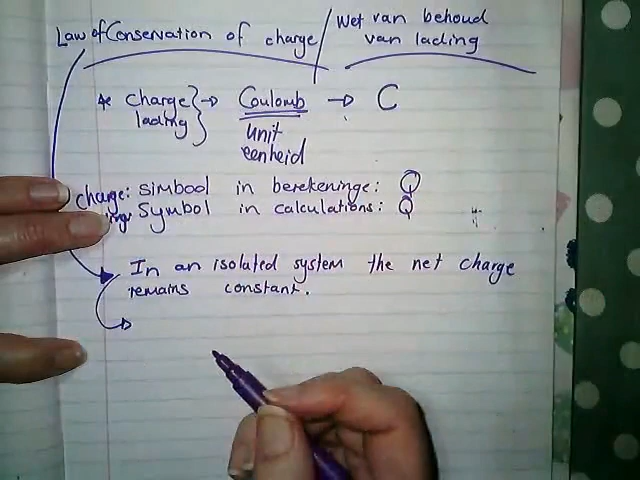 Law of Conservation of charge / Wet van behoud
van lading
* charge } → Coulomb → C
lading
unit
eenheid
charge: simbool in berekeninge: Q
symbol in calculations: Q
In an isolated system the net charge
remains constant.